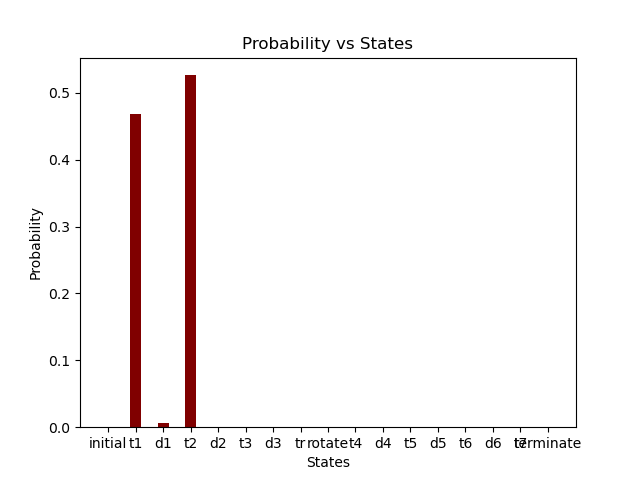 Probability vs States
Probability
0.5
0.4
0.3
0.2
0.1
0.0
initial t1 d1 t2 d2 t3 d3 tr rotate t4 d4 t5 d5 t6 d6 t7 terminate
States